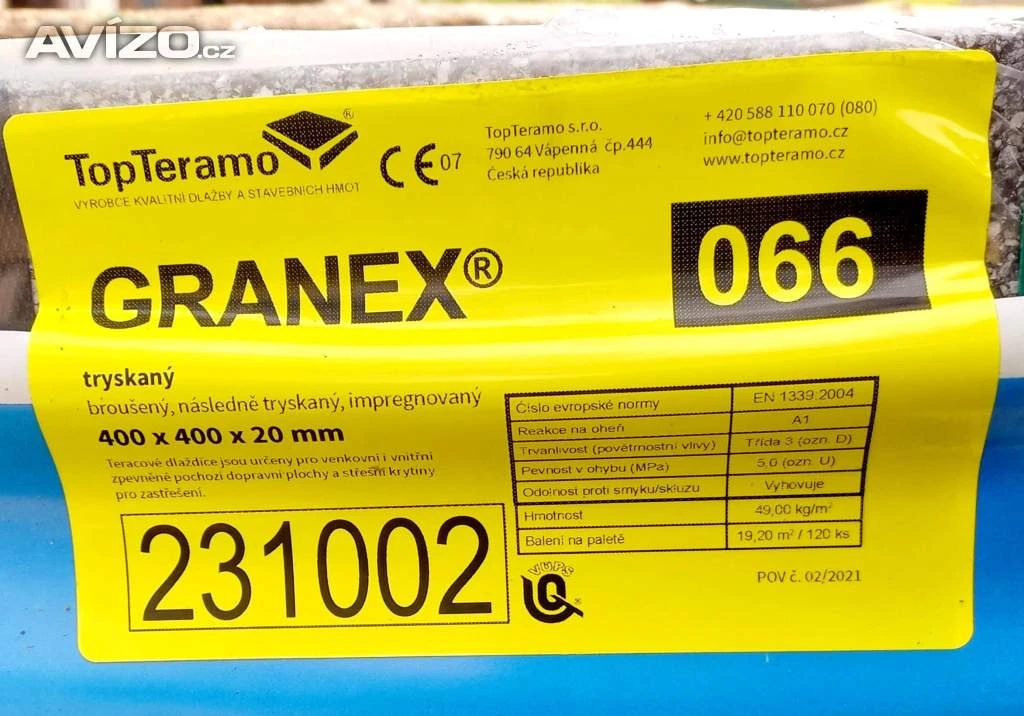 AVÍZO.cz
TopTeramo®
VÝROBCE KVALITNÍ DLAŽBY A STAVEBNÍCH HMOT
CE 07
TopTeramo s.r.o.
790 64 Vápenná čp.444
Česká republika
+ 420 588 110 070 (080)
info@topteramo.cz
www.topteramo.cz
GRANEX®
066
tryskaný
broušený, následně tryskaný, impregnovaný
400 x 400 x 20 mm
Teracové dlaždice jsou určeny pro venkovní i vnitřní
zpevněné pochozí dopravní plochy a střešní krytiny
pro zastřešení.
231002
Číslo evropské normy EN 1339:2004
Reakce na oheň A1
Trvanlivost (povětrnostní vlivy) Třída 3 (ozn. D)
Pevnost v ohybu (MPa) 5,0 (ozn. U)
Odolnost proti smyku/skluzu Vyhovuje
Hmotnost 49,00 kg/m²
Balení na paletě 19,20 m² / 120 ks
VÚPS
®
POV č. 02/2021